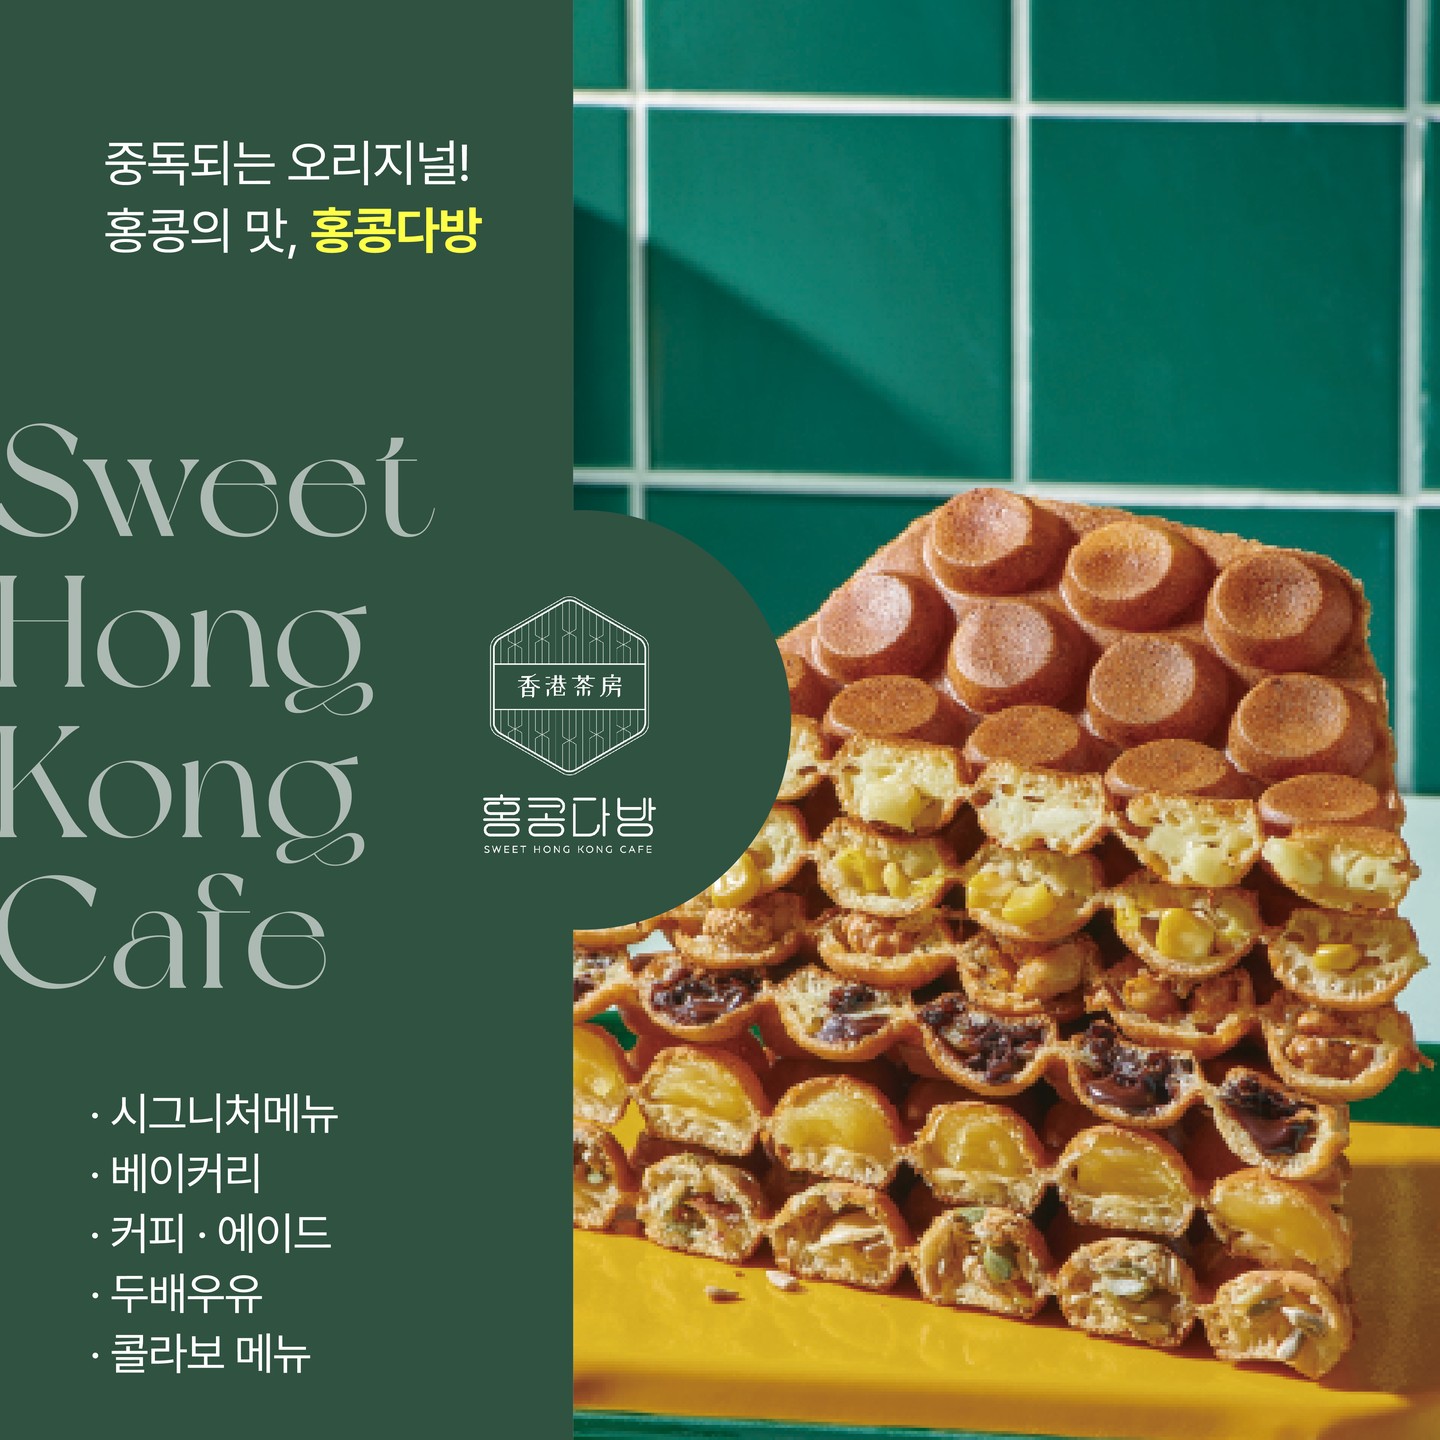 중독되는 오리지널!
홍콩의 맛, 홍콩다방
Sweet
Hong
Kong
Cafe
香港茶房
홍콩다방
SWEET HONG KONG CAFE
· 시그니처메뉴
· 베이커리
· 커피 · 에이드
· 두배우유
· 콜라보 메뉴